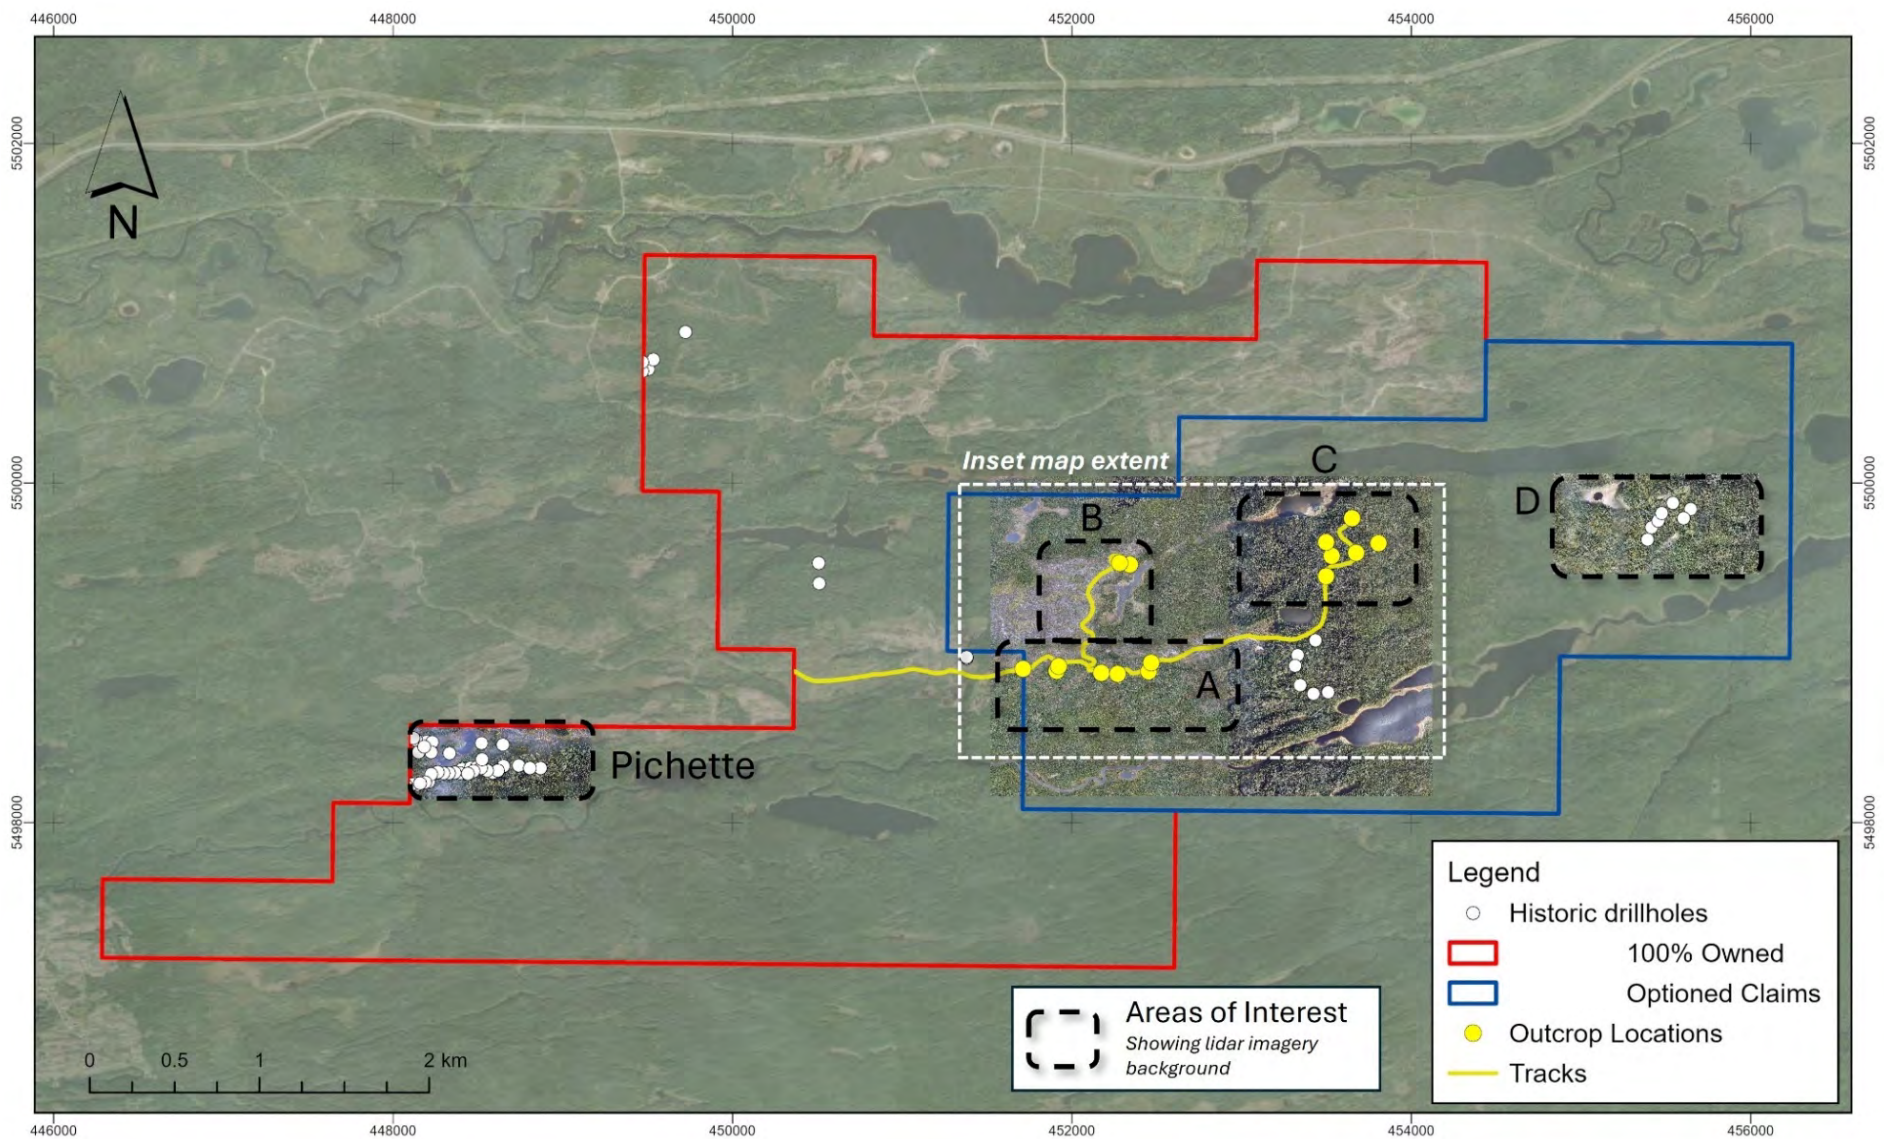 446000 448000 450000 452000 454000 456000
5502000 5502000
N
Inset map extent
C
5500000 5500000
B
D
A
Pichette
5498000 5498000
Legend
Historic drillholes
100% Owned
Optioned Claims
Outcrop Locations
Tracks
Areas of Interest
Showing lidar imagery
background
0 0.5 1 2 km
446000 448000 450000 452000 454000 456000